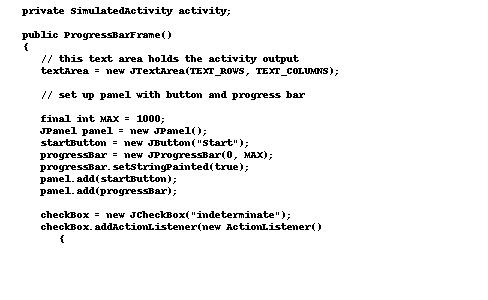 private SimulatedActivity activity;
public ProgressBarFrame()
{
// this text area holds the activity output
textArea = new JTextArea(TEXT_ROWS, TEXT_COLUMNS);
// set up panel with button and progress bar
final int MAX = 1000;
JPanel panel = new JPanel();
startButton = new JButton("Start");
progressBar = new JProgressBar(0, MAX);
progressBar.setStringPainted(true);
panel.add(startButton);
panel.add(progressBar);
checkBox = new JCheckBox("indeterminate");
checkBox.addActionListener(new ActionListener()
{